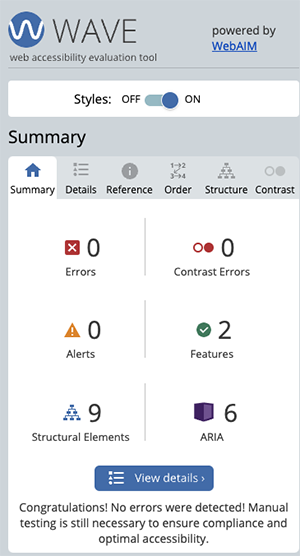 WAVE
web accessibility evaluation tool
powered by
WebAIM
Styles: OFF ON
Summary
Summary Details Reference Order Structure Contrast
0 0
Errors Contrast Errors
0 2
Alerts Features
9 6
Structural Elements ARIA
View details ›
Congratulations! No errors were detected! Manual
testing is still necessary to ensure compliance and
optimal accessibility.